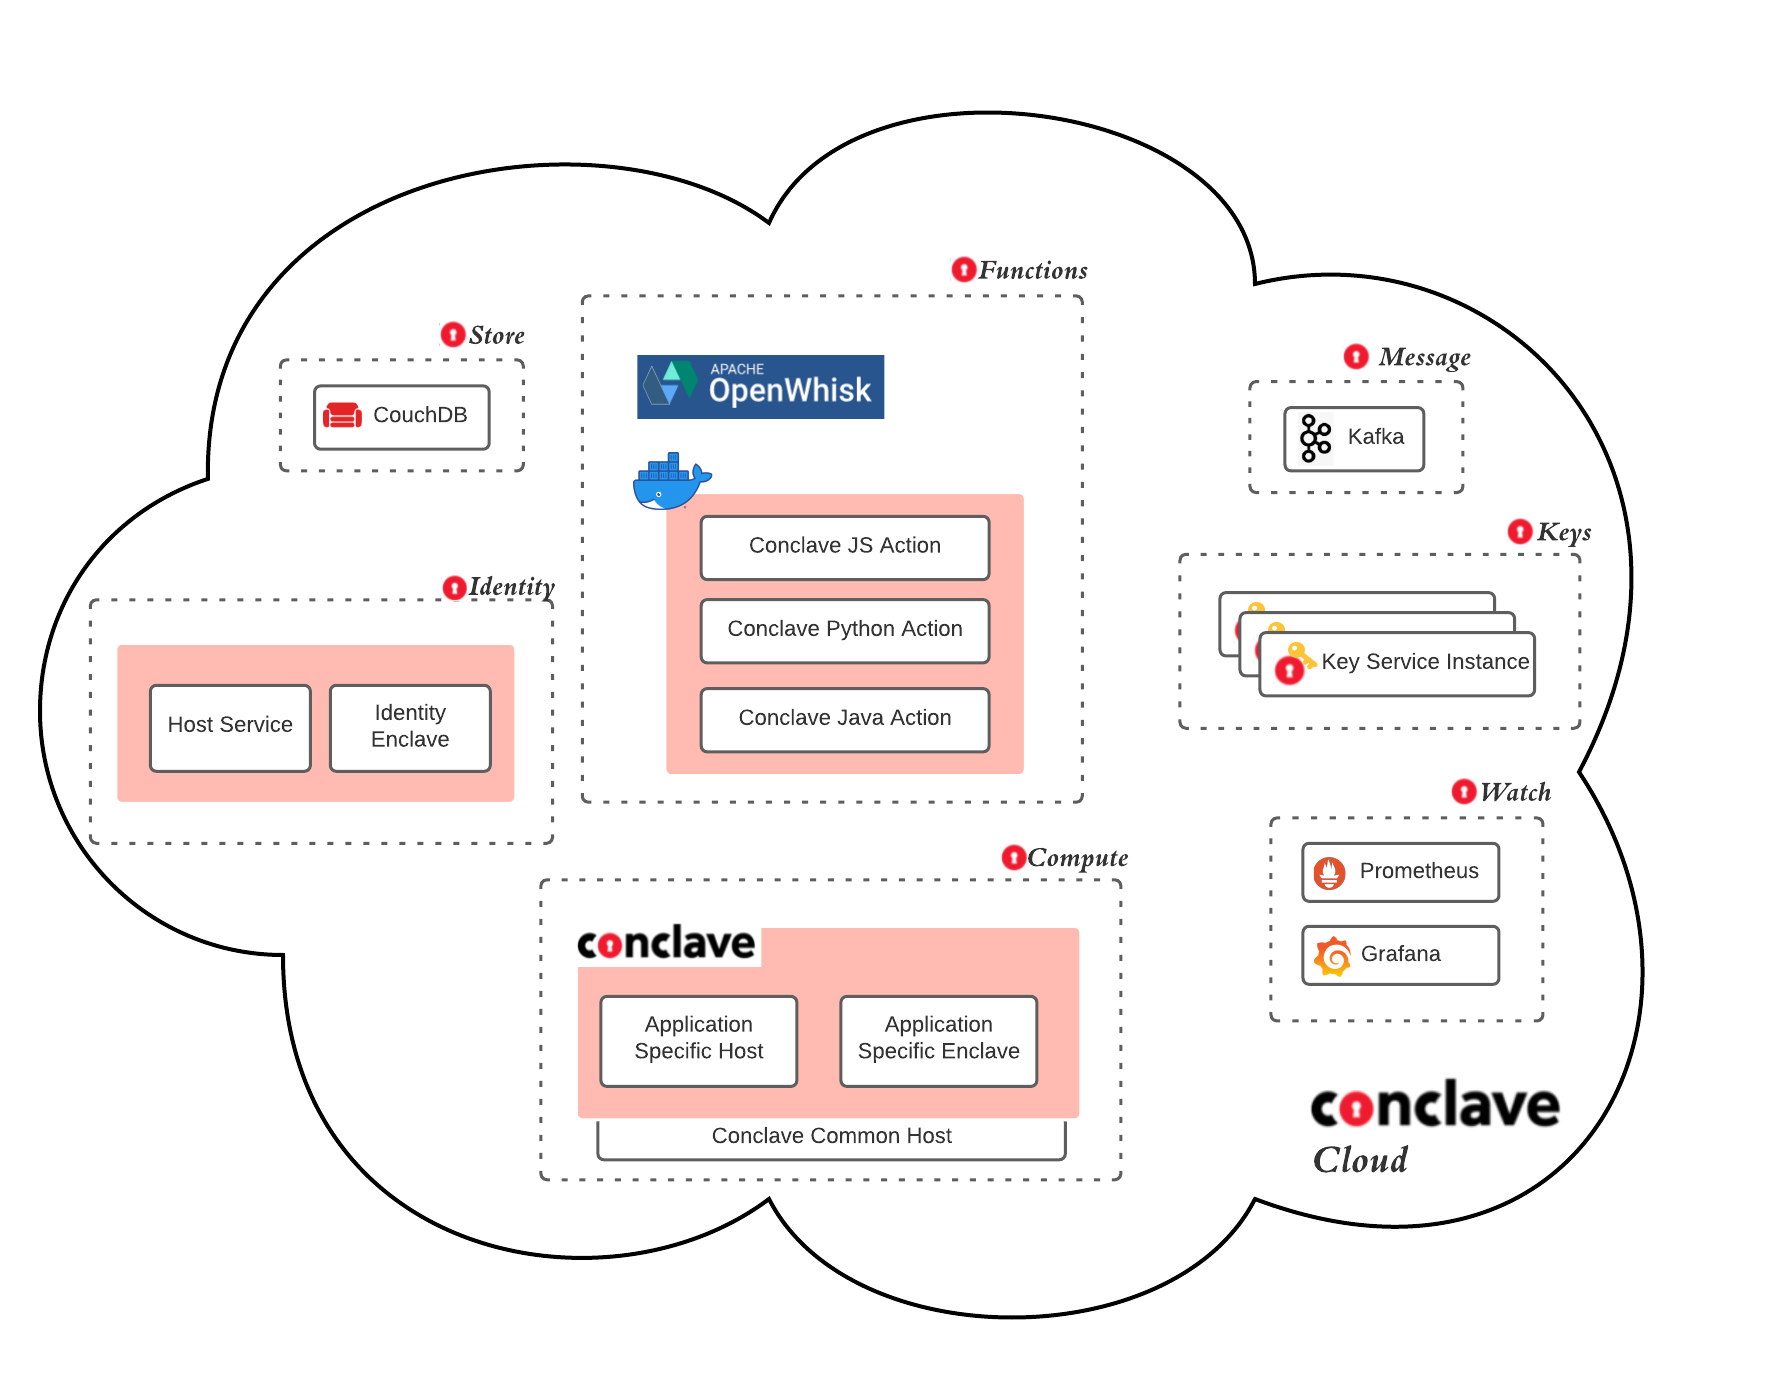 Functions
APACHE
OpenWhisk
Conclave JS Action
Conclave Python Action
Conclave Java Action
Store
CouchDB
Message
Kafka
Keys
Key Service Instance
Identity
Host Service
Identity
Enclave
Watch
Prometheus
Grafana
Compute
conclave
Application
Specific Host
Application
Specific Enclave
Conclave Common Host
conclave
Cloud